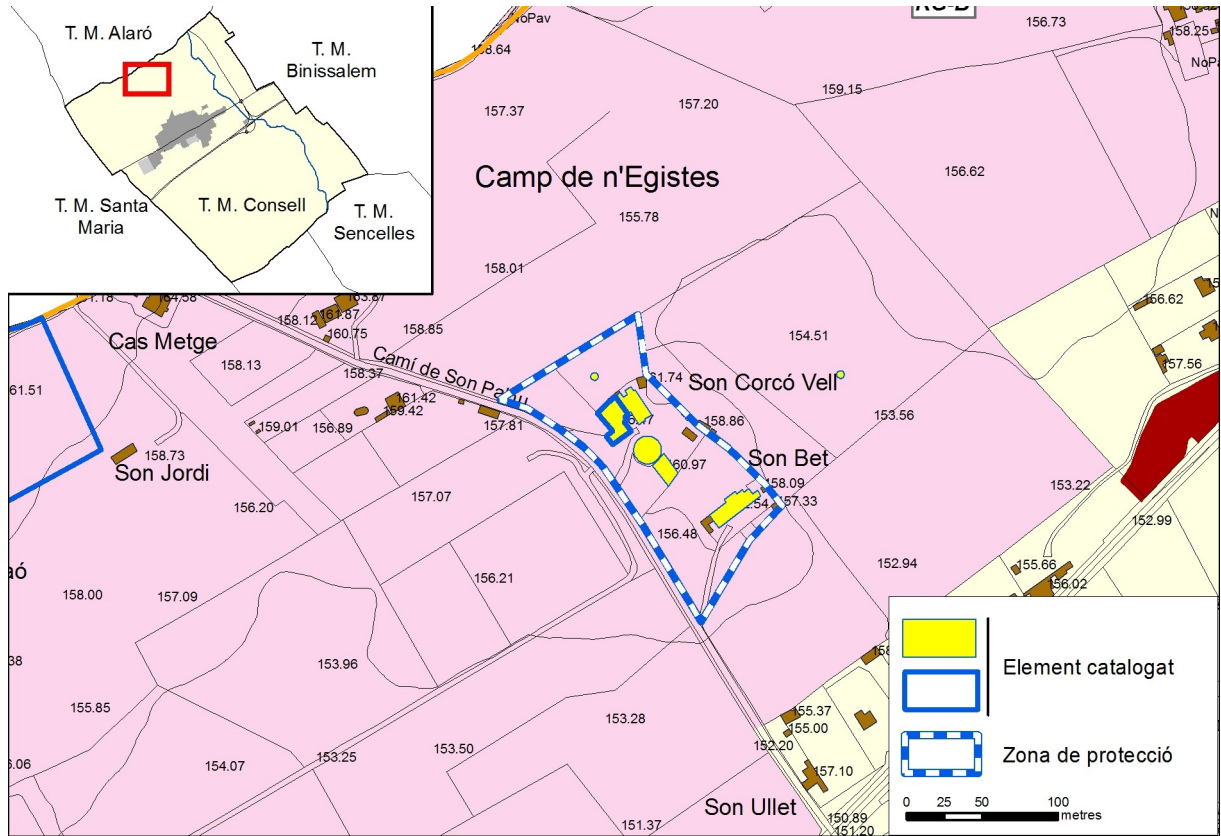 T. M. Alaró
T. M.
Binissalem
T. M. Santa
Maria
T. M. Consell
T. M.
Sencelles
NoPav
158.64
156.73
158.25
157.37
157.20
159.15
Camp de n'Egistes
156.62
155.78
158.01
154.51
164.58
163.87
158.12
161.87
160.75
158.85
Cas Metge
158.13
158.37
161.51
Camí de Son Palou
161.74
Son Corcó Vell
161.42
159.42
159.01
156.89
157.81
158.86
153.56
156.62
157.56
158.73
Son Jordi
160.97
Son Bet
158.09
157.33
153.22
152.99
156.20
157.07
156.48
156.21
152.94
155.66
156.02
158.00
157.09
153.96
155.85
153.28
153.50
153.25
154.07
155.37
155.00
152.20
157.10
Son Ullet
151.37
150.89
151.20
Element catalogat
Zona de protecció
0 25 50 100
metres